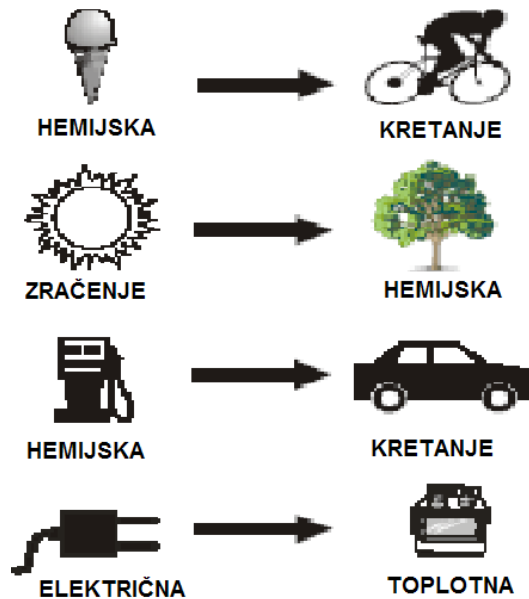 HEMIJSKA
KRETANJE
ZRAČENJE
HEMIJSKA
HEMIJSKA
KRETANJE
ELEKTRIČNA
TOPLOTNA